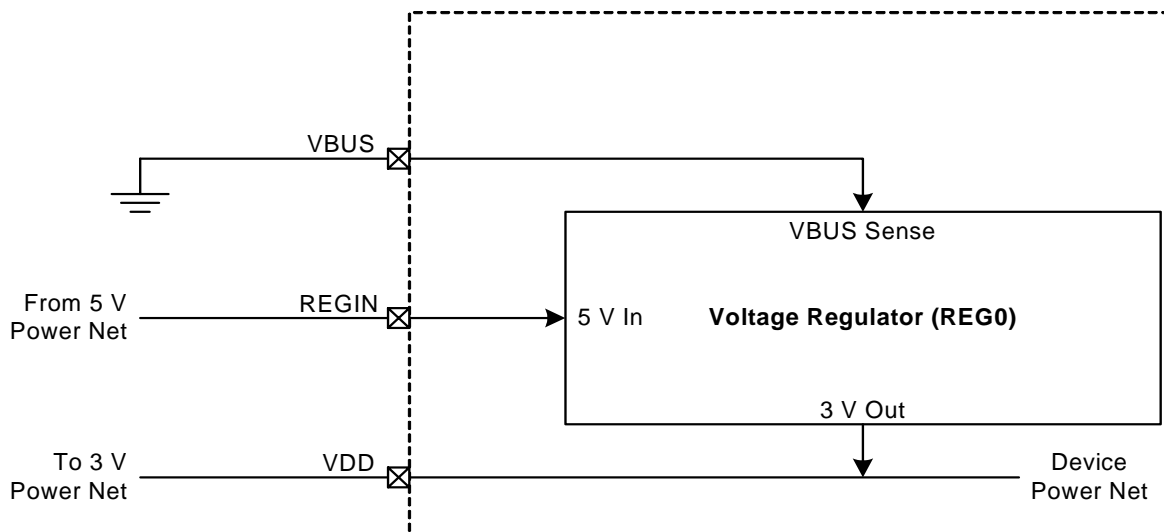 VBUS
VBUS Sense
From 5 V
Power Net
REGIN
5 V In
Voltage Regulator (REG0)
3 V Out
To 3 V
Power Net
VDD
Device
Power Net